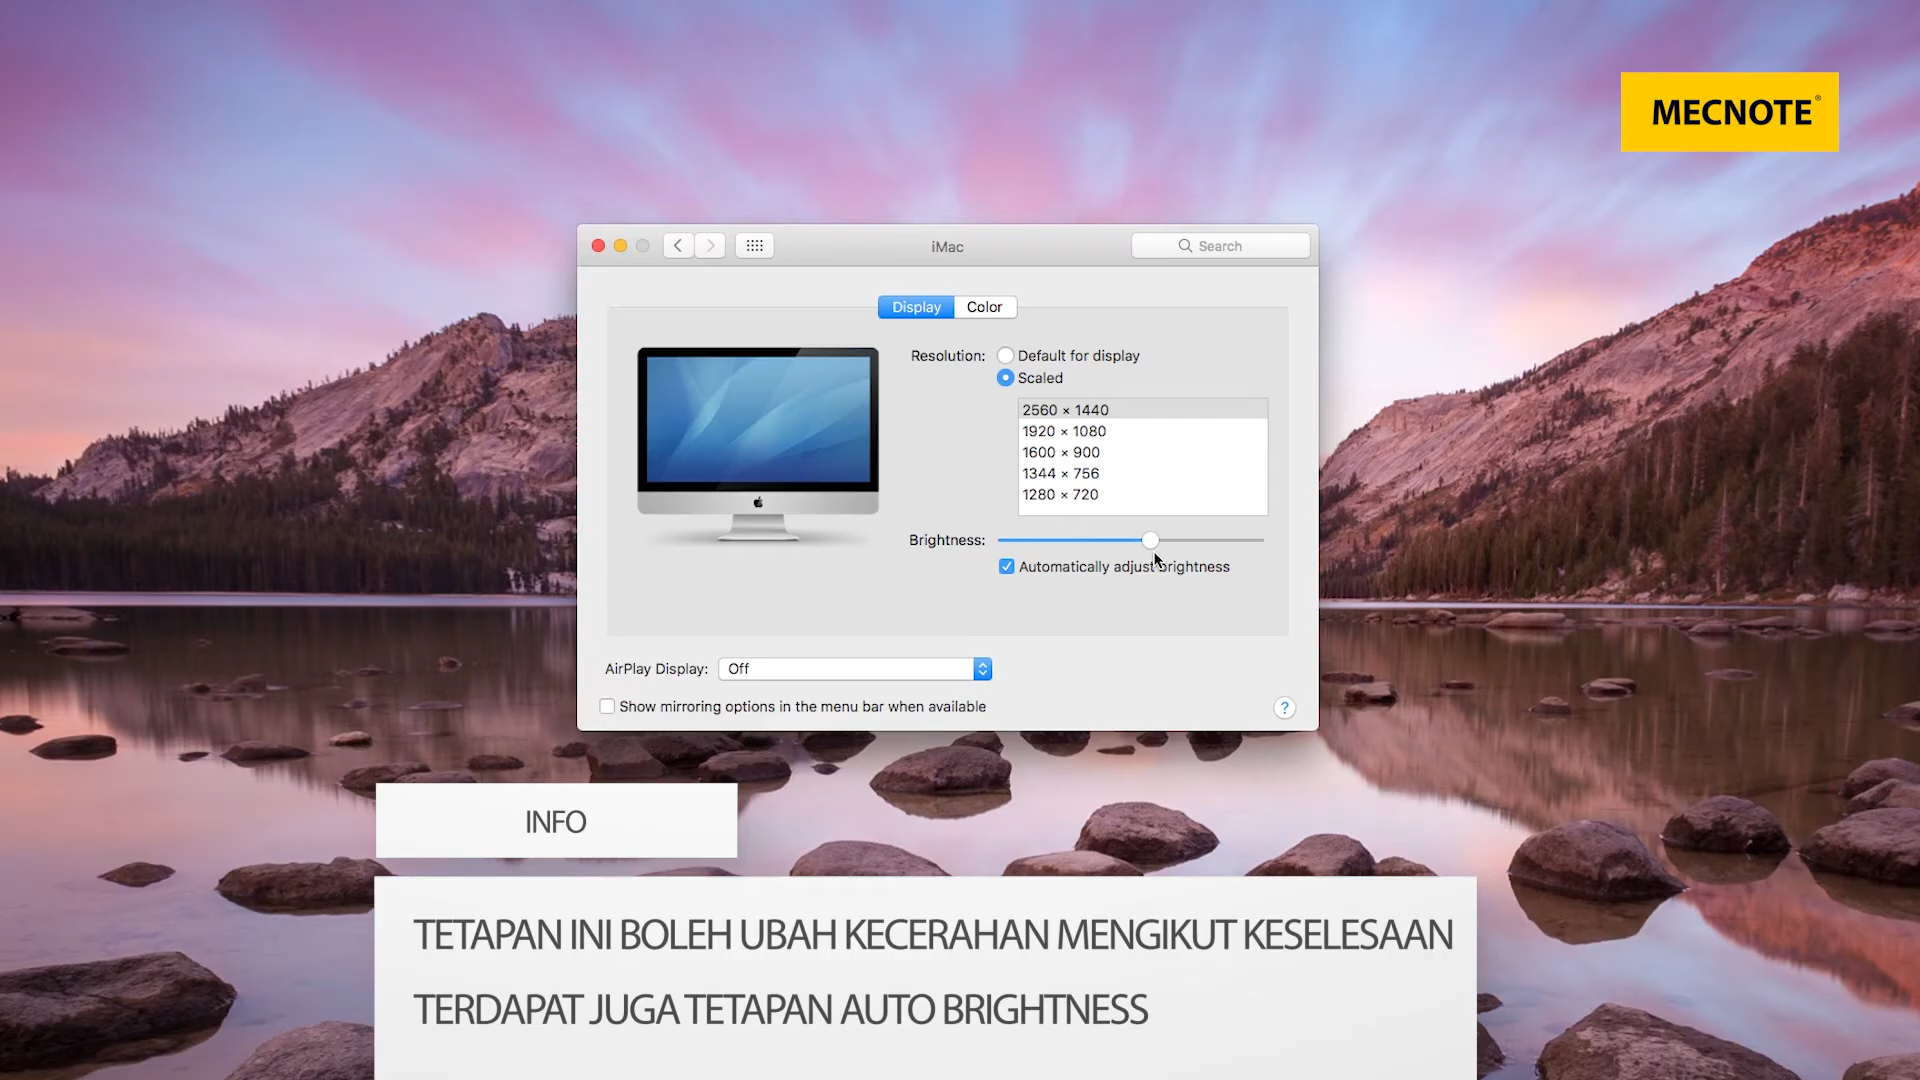 MECNOTE®
iMac
Search
Display Color
Resolution: Default for display
Scaled
2560 × 1440
1920 × 1080
1600 × 900
1344 × 756
1280 × 720
Brightness:
Automatically adjust brightness
AirPlay Display: Off
Show mirroring options in the menu bar when available ?
INFO
TETAPAN INI BOLEH UBAH KECERAHAN MENGIKUT KESELESAAN
TERDAPAT JUGA TETAPAN AUTO BRIGHTNESS